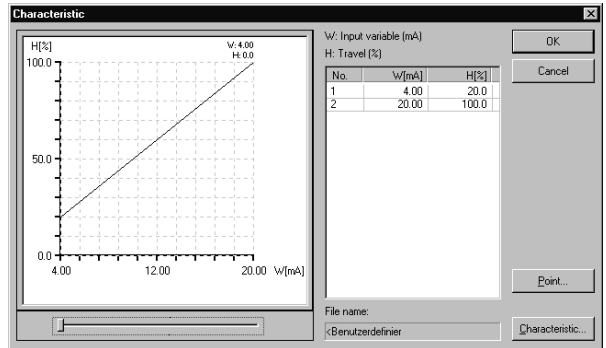 Characteristic
H[%]
W: 4.00
H: 0.0
100.0
50.0
0.0
4.00 12.00 20.00 W[mA]
W: Input variable (mA)
H: Travel (%)
No. W[mA] H[%]
1 4.00 20.0
2 20.00 100.0
File name:
<Benutzerdefinier
OK
Cancel
Point...
Characteristic...